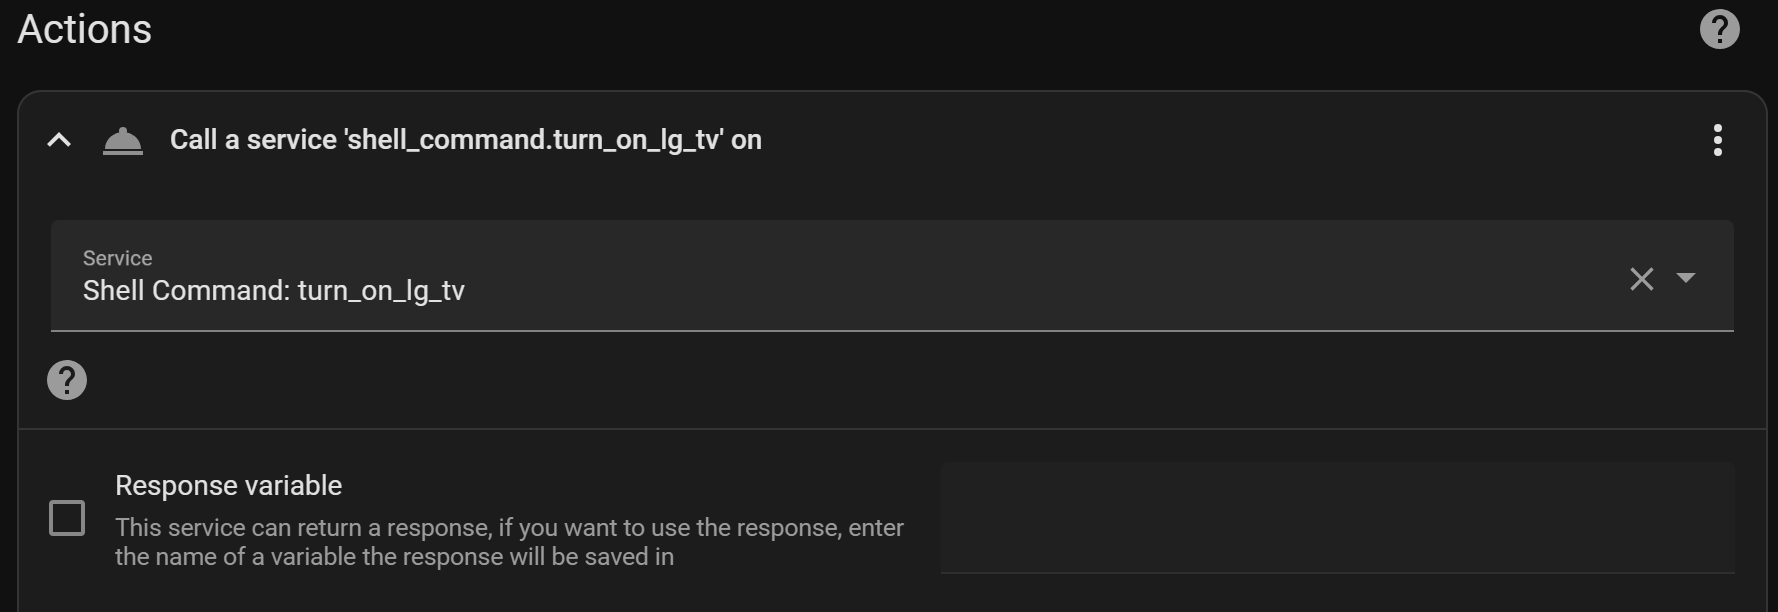 Actions
Call a service 'shell_command.turn_on_lg_tv' on
Service
Shell Command: turn_on_lg_tv
Response variable
This service can return a response, if you want to use the response, enter
the name of a variable the response will be saved in